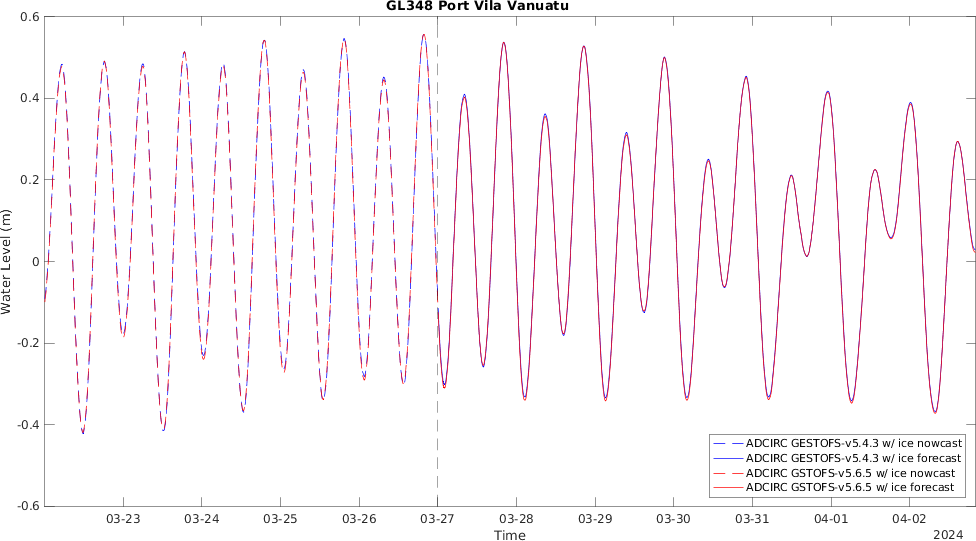 GL348 Port Vila Vanuatu
0.6
0.4
0.2
0
-0.2
-0.4
-0.6
Water Level (m)
03-23
03-24
03-25
03-26
03-27
03-28
03-29
03-30
03-31
04-01
04-02
Time
2024
ADCIRC GESTOFS-v5.4.3 w/ ice nowcast
ADCIRC GESTOFS-v5.4.3 w/ ice forecast
ADCIRC GSTOFS-v5.6.5 w/ ice nowcast
ADCIRC GSTOFS-v5.6.5 w/ ice forecast